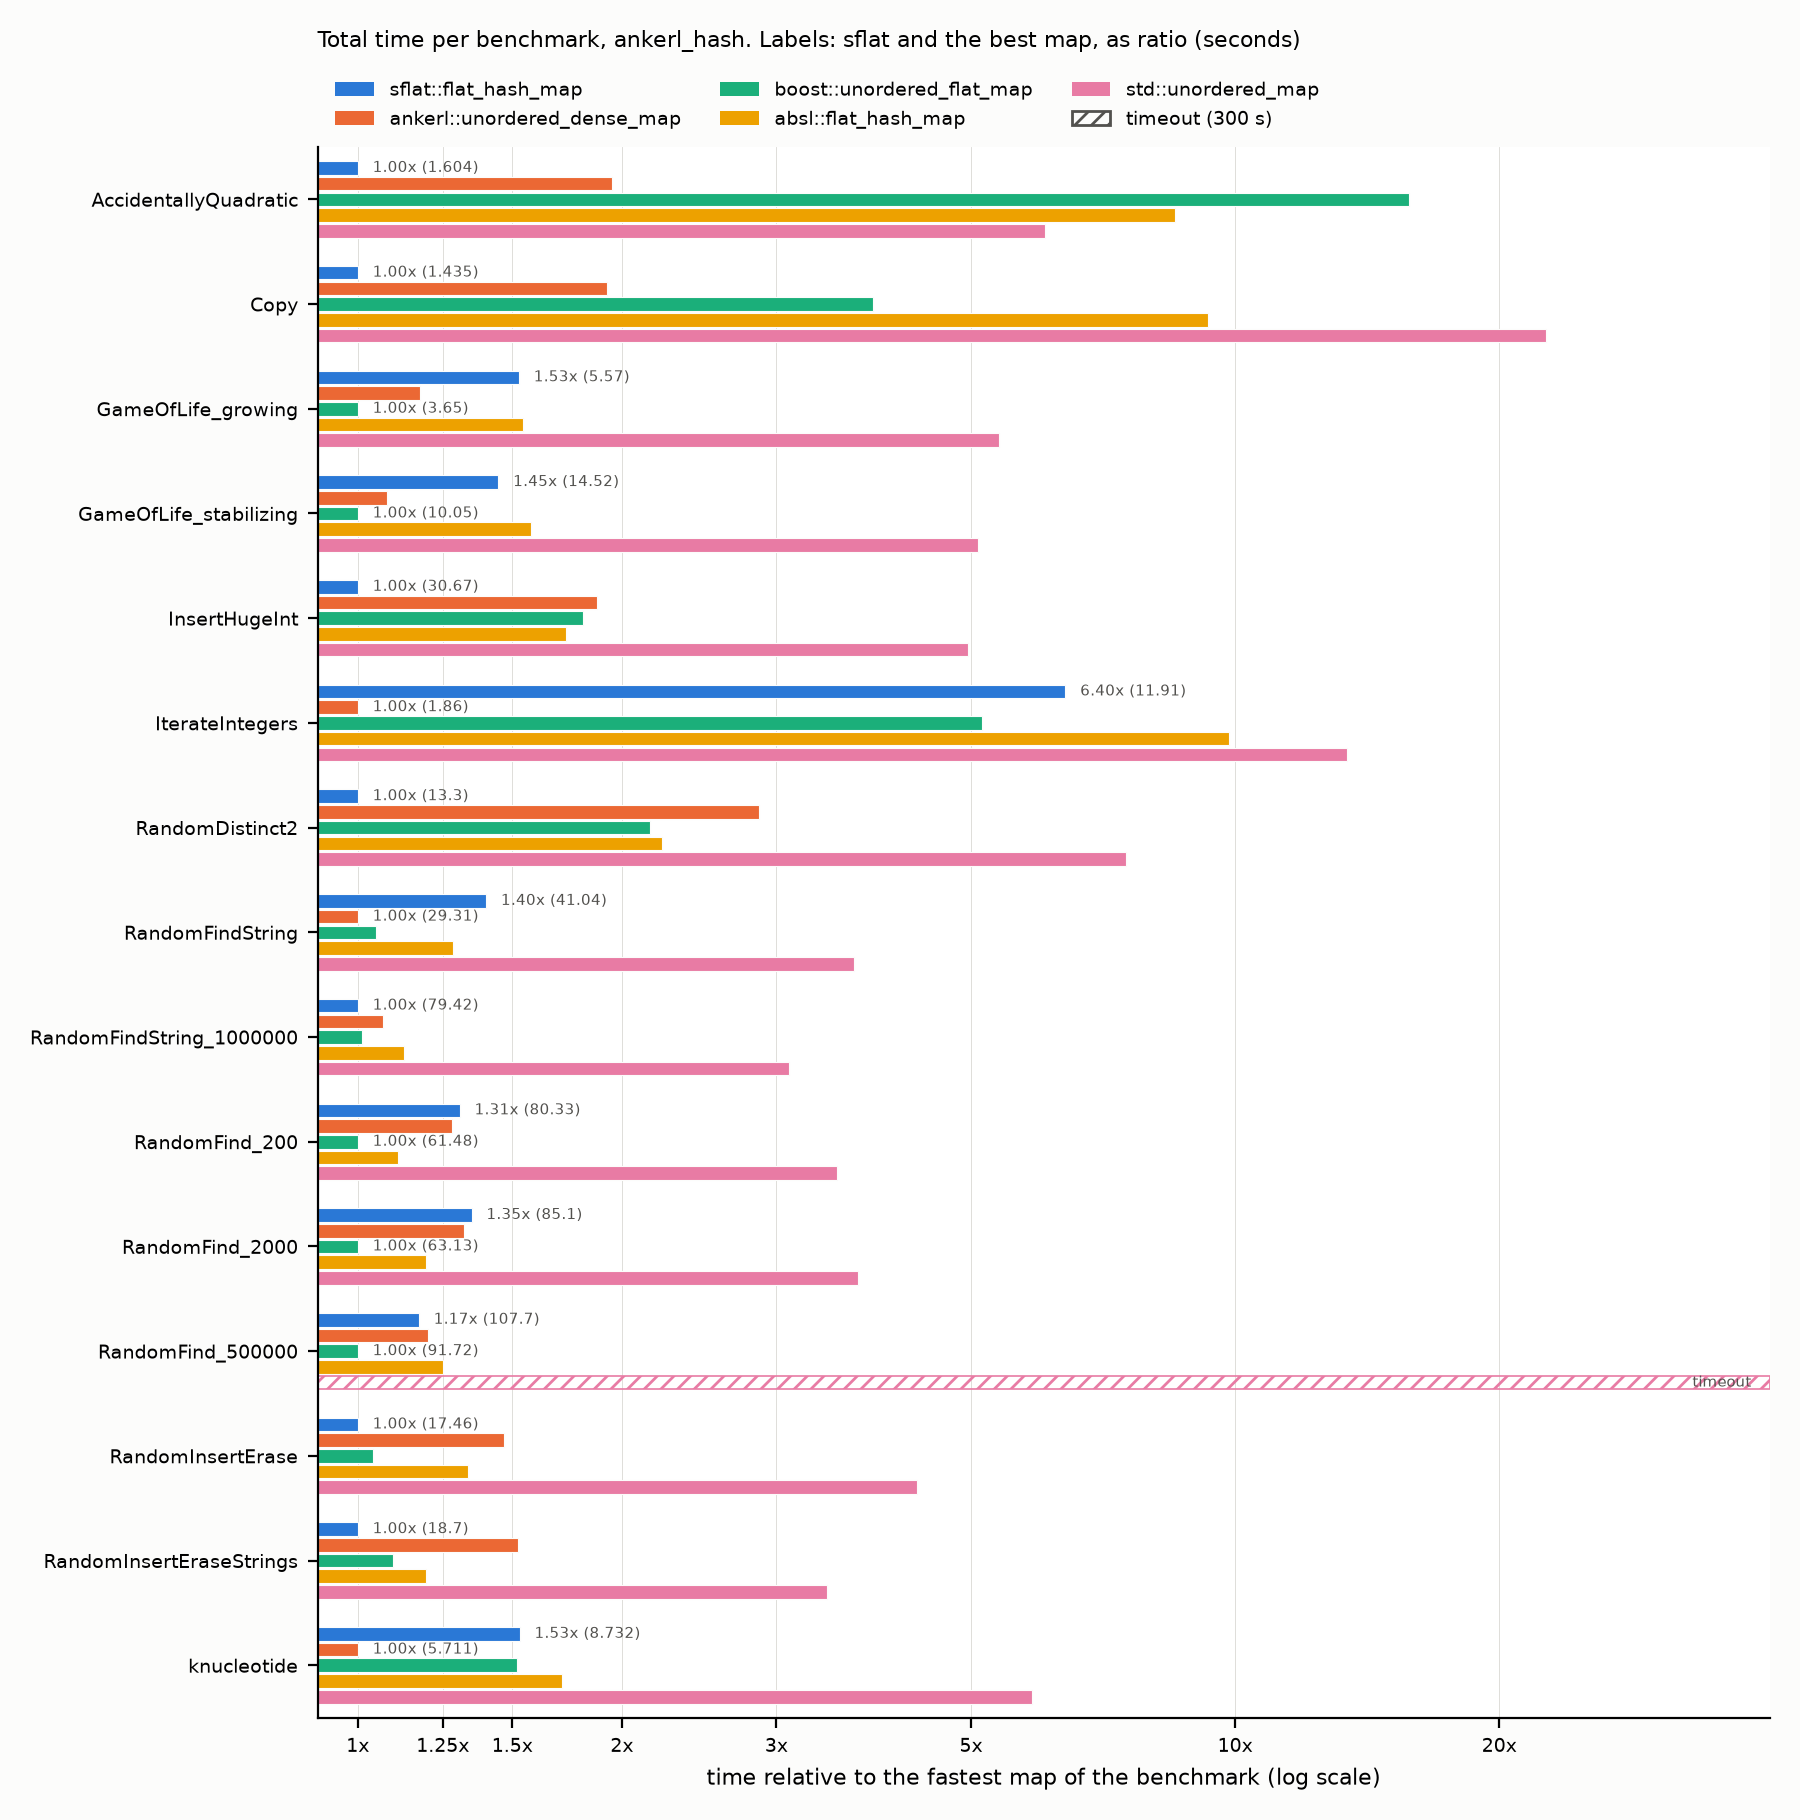 Total time per benchmark, ankerl_hash. Labels: sflat and the best map, as ratio (seconds)
sflat::flat_hash_map
ankerl::unordered_dense_map
boost::unordered_flat_map
absl::flat_hash_map
std::unordered_map
timeout (300 s)
AccidentallyQuadratic
1.00x (1.604)
Copy
1.00x (1.435)
GameOfLife_growing
1.53x (5.57)
1.00x (3.65)
GameOfLife_stabilizing
1.45x (14.52)
1.00x (10.05)
InsertHugeInt
1.00x (30.67)
IterateIntegers
6.40x (11.91)
1.00x (1.86)
RandomDistinct2
1.00x (13.3)
RandomFindString
1.40x (41.04)
1.00x (29.31)
RandomFindString_1000000
1.00x (79.42)
RandomFind_200
1.31x (80.33)
1.00x (61.48)
RandomFind_2000
1.35x (85.1)
1.00x (63.13)
RandomFind_500000
1.17x (107.7)
1.00x (91.72)
timeout
RandomInsertErase
1.00x (17.46)
RandomInsertEraseStrings
1.00x (18.7)
knucleotide
1.53x (8.732)
1.00x (5.711)
1x 1.25x 1.5x 2x 3x 5x 10x 20x
time relative to the fastest map of the benchmark (log scale)